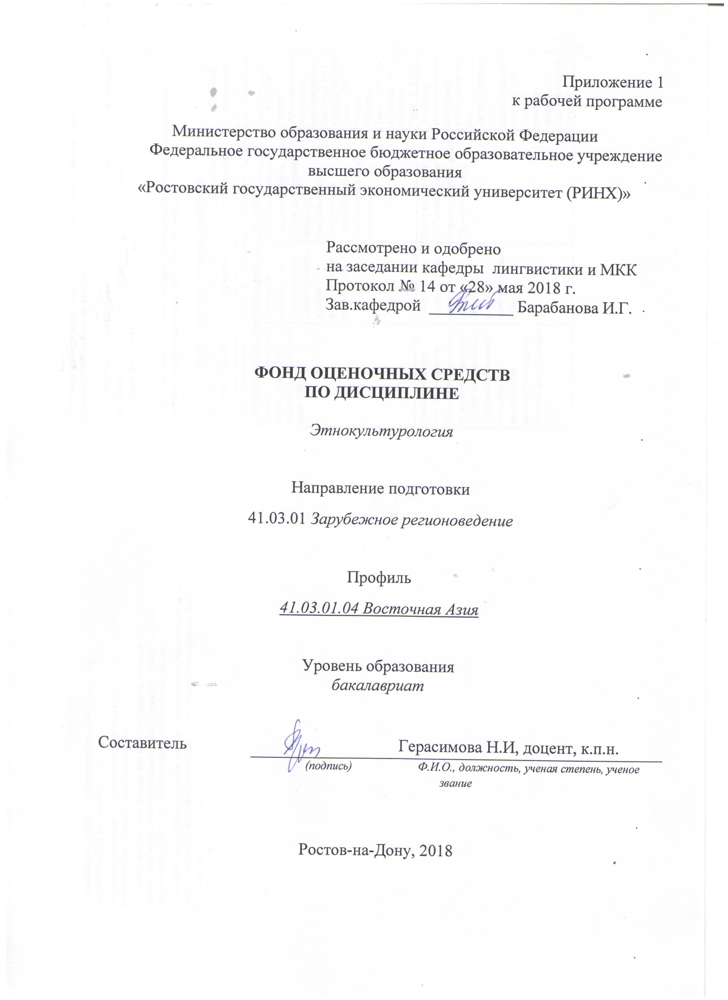 Приложение 1
к рабочей программе
Министерство образования и науки Российской Федерации
Федеральное государственное бюджетное образовательное учреждение
высшего образования
«Ростовский государственный экономический университет (РИНХ)»
Рассмотрено и одобрено
на заседании кафедры лингвистики и МКК
Протокол № 14 от «28» мая 2018 г.
Зав.кафедрой ___________ Барабанова И.Г.
ФОНД ОЦЕНОЧНЫХ СРЕДСТВ
ПО ДИСЦИПЛИНЕ
Этнокультурология
Направление подготовки
41.03.01 Зарубежное регионоведение
Профиль
41.03.01.04 Восточная Азия
Уровень образования
бакалавриат
Составитель Герасимова Н.И, доцент, к.п.н.
(подпись) Ф.И.О., должность, ученая степень, ученое
звание
Ростов-на-Дону, 2018